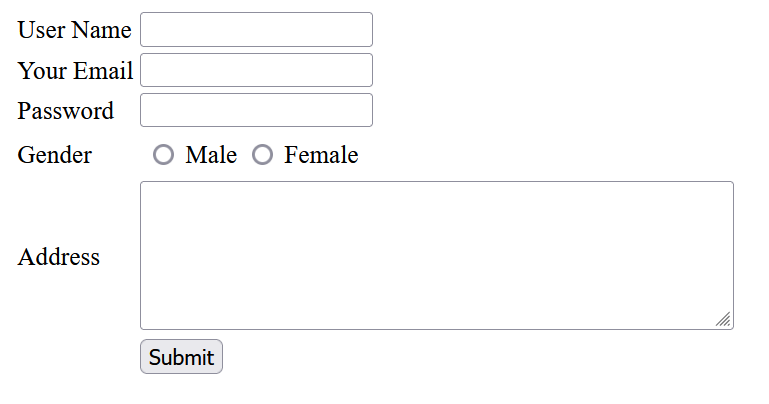 User Name
Your Email
Password
Gender Male Female
Address
Submit